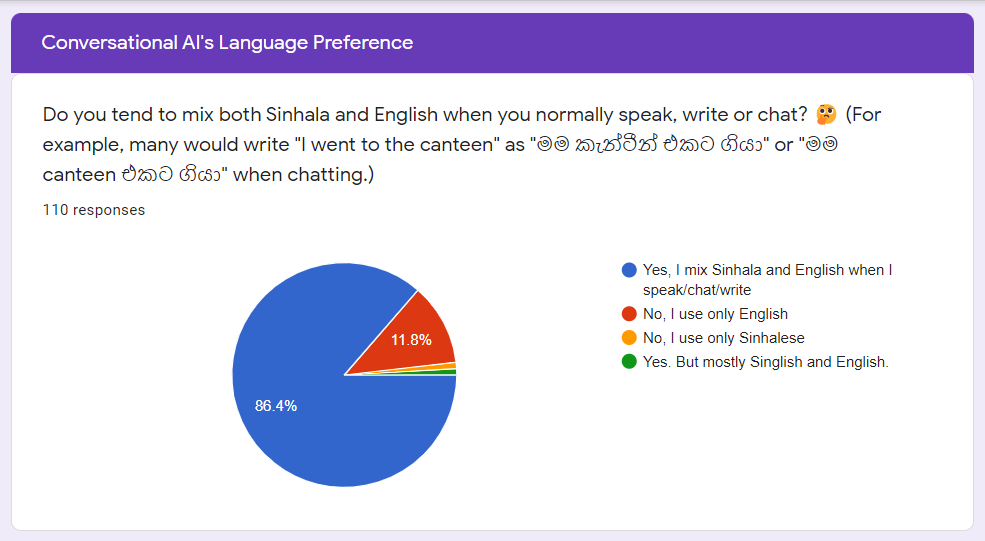 Conversational AI's Language Preference
Do you tend to mix both Sinhala and English when you normally speak, write or chat? 🤔 (For
example, many would write "I went to the canteen" as "මම කැන්ටීන් එකට ගියා" or "මම
canteen එකට ගියා" when chatting.)
110 responses
Yes, I mix Sinhala and English when I
speak/chat/write
No, I use only English
No, I use only Sinhalese
Yes. But mostly Singlish and English.
11.8%
86.4%